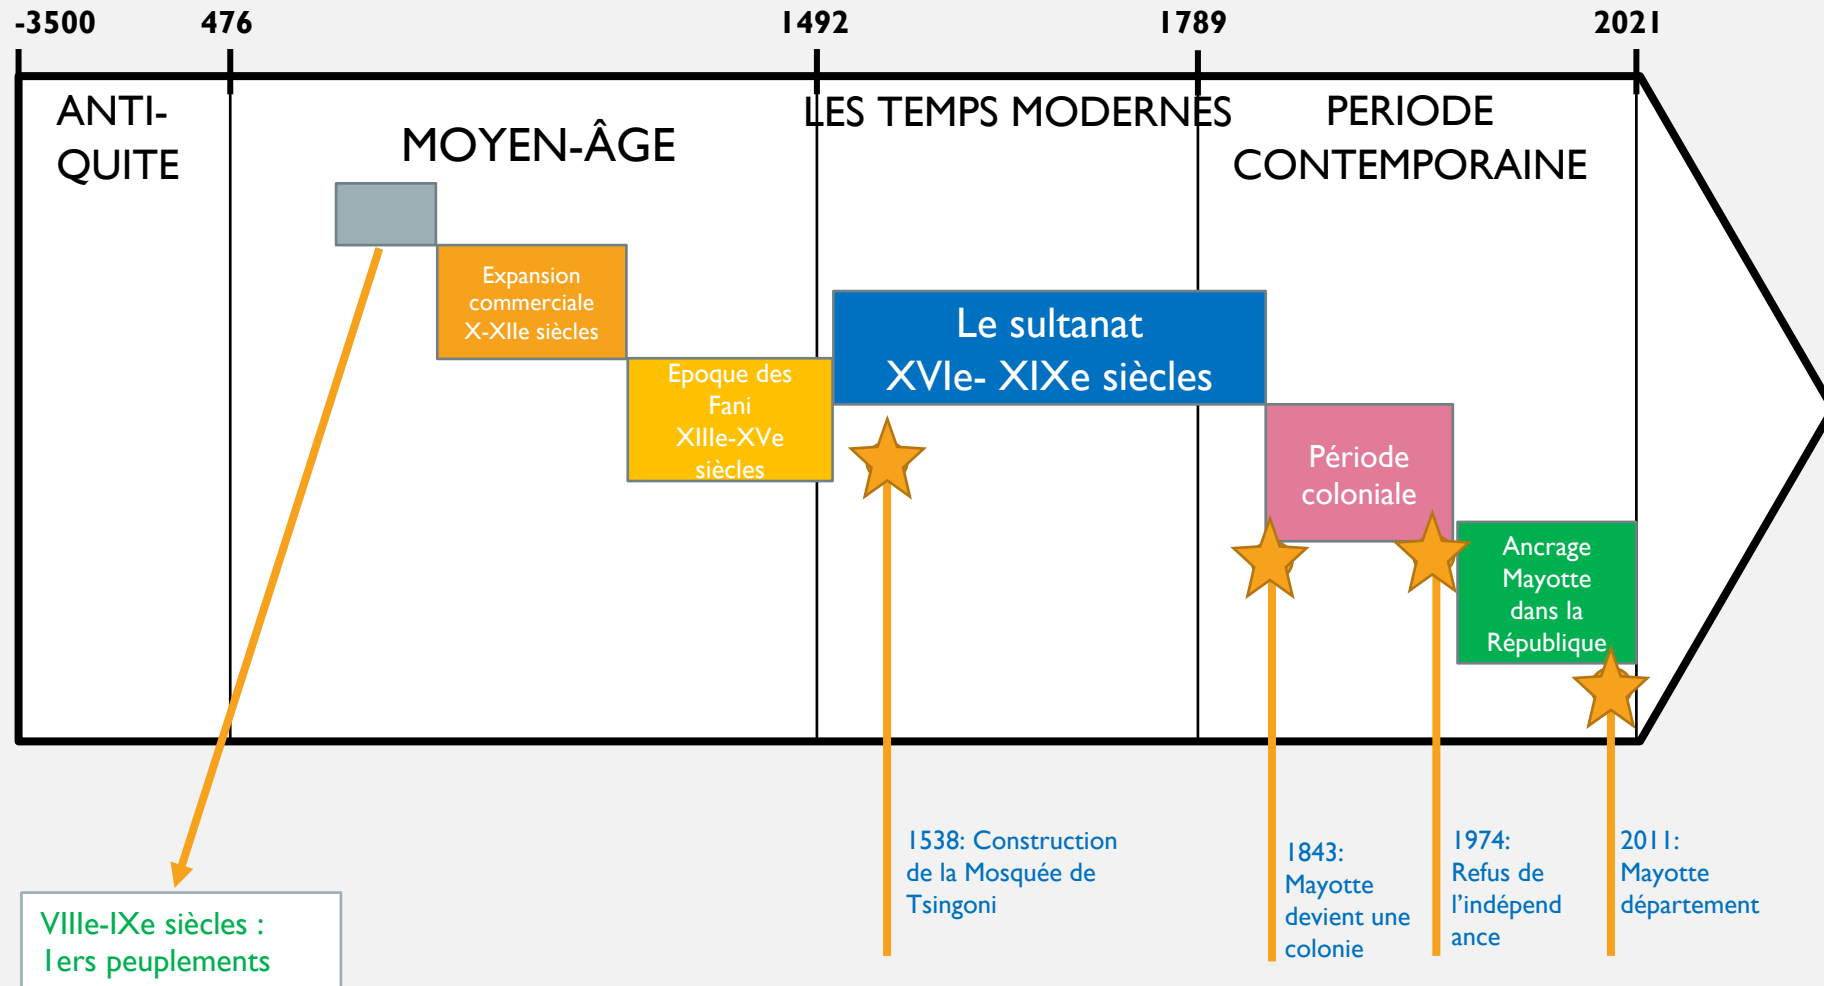 -3500
476
1492
1789
2021
ANTI-
QUITE
MOYEN-ÂGE
LES TEMPS MODERNES
PERIODE
CONTEMPORAINE
Expansion
commerciale
X-XIIe siècles
Epoque des
Fani
XIIIe-XVe
siècles
Le sultanat
XVIe- XIXe siècles
Période
coloniale
Ancrage
Mayotte
dans la
République
VIIIe-IXe siècles :
1ers peuplements
1538: Construction
de la Mosquée de
Tsingoni
1843:
Mayotte
devient une
colonie
1974:
Refus de
l'indépend
ance
2011:
Mayotte
département